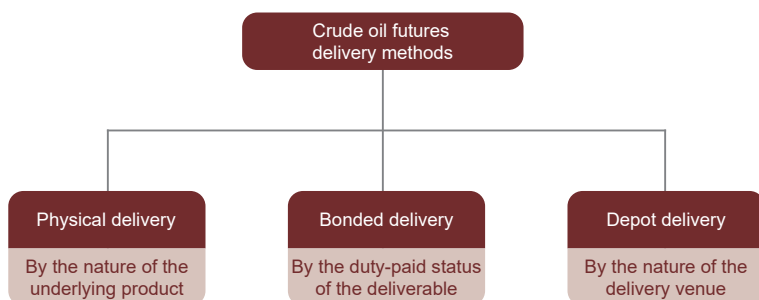 Crude oil futures
delivery methods
Physical delivery
By the nature of the
underlying product
Bonded delivery
By the duty-paid status
of the deliverable
Depot delivery
By the nature of the
delivery venue